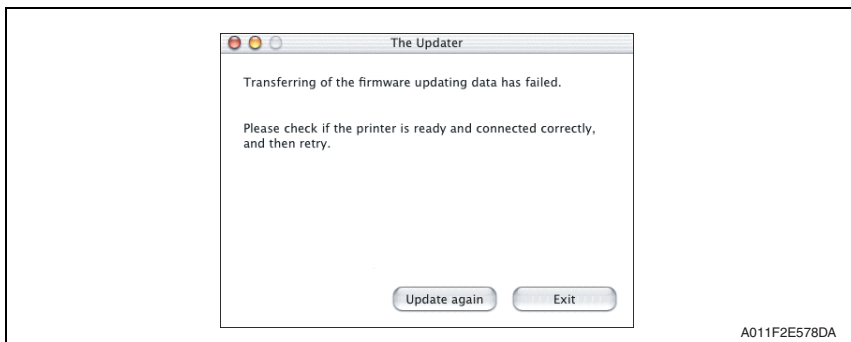 The Updater
Transferring of the firmware updating data has failed.
Please check if the printer is ready and connected correctly,
and then retry.
Update again
Exit
A011F2E578DA